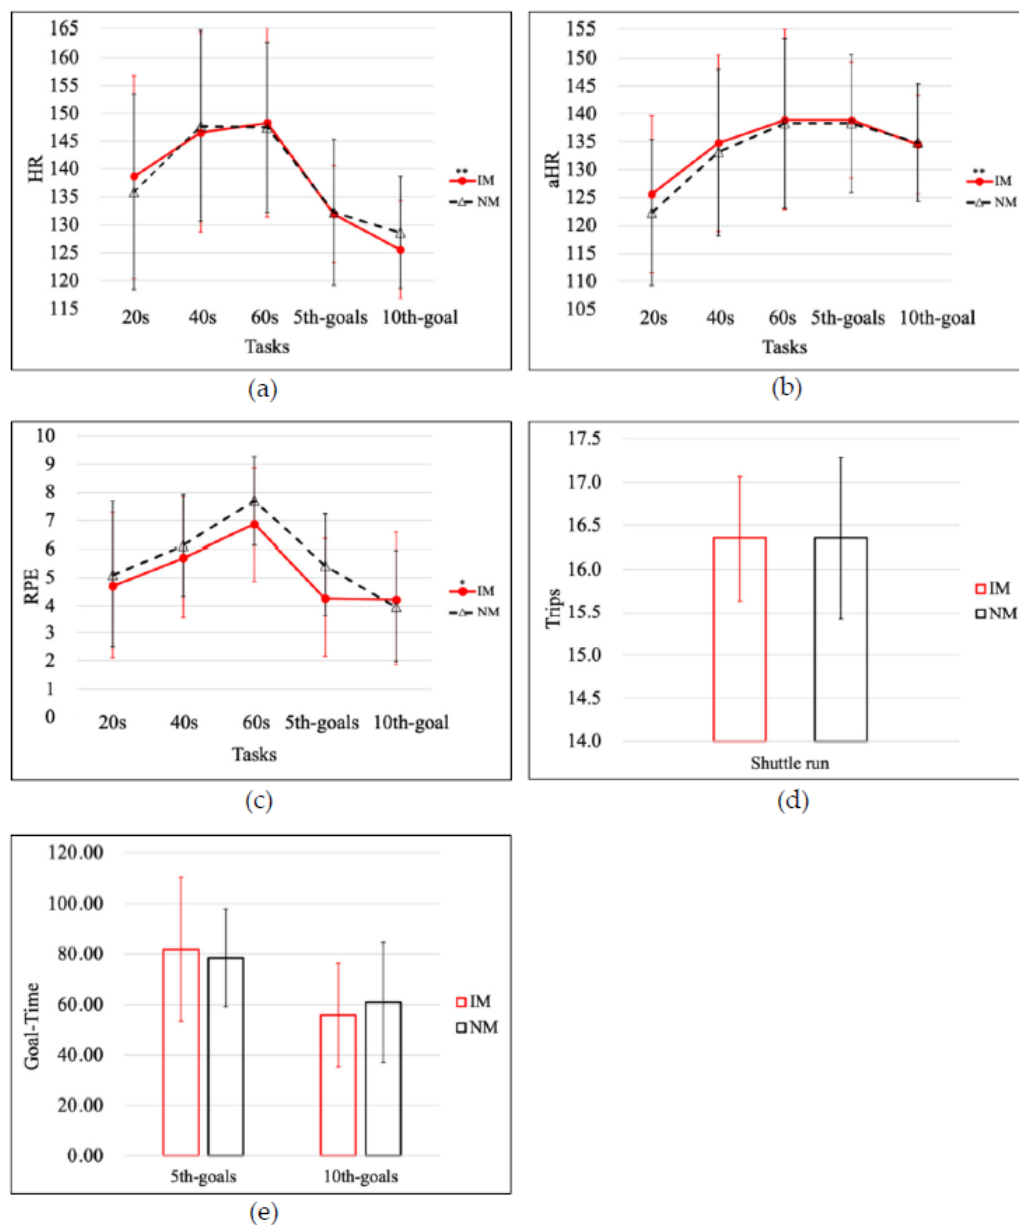 165
160
155
150
145
140
135
130
125
120
115
HR
20s 40s 60s 5th-goals 10th-goal
Tasks
**
IM
NM
(a)
155
150
145
140
135
130
125
120
115
110
105
aHR
20s 40s 60s 5th-goals 10th-goal
Tasks
**
IM
NM
(b)
10
9
8
7
6
5
4
3
2
1
0
RPE
20s 40s 60s 5th-goals 10th-goal
Tasks
*
IM
NM
(c)
17.5
17.0
16.5
16.0
15.5
15.0
14.0
Trips
Shuttle run
IM
NM
(d)
120.00
100.00
80.00
60.00
40.00
20.00
0.00
Goal-Time
5th-goals 10th-goals
IM
NM
(e)